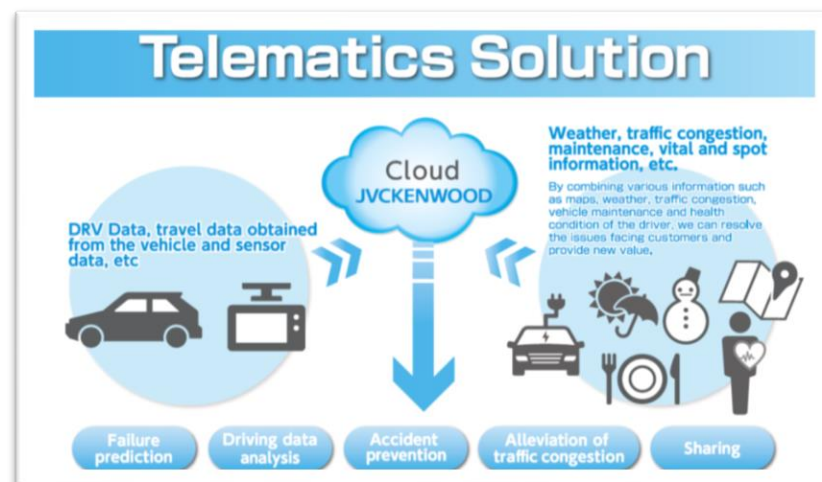 Telematics Solution
Cloud
JVCKENWOOD
DRV Data, travel data obtained
from the vehicle and sensor
data, etc
Weather, traffic congestion,
maintenance, vital and spot
information, etc.
By combining various information such
as maps, weather, traffic congestion,
vehicle maintenance and health
condition of the driver, we can resolve
the issues facing customers and
provide new value.
Failure
prediction
Driving data
analysis
Accident
prevention
Alleviation of
traffic congestion
Sharing